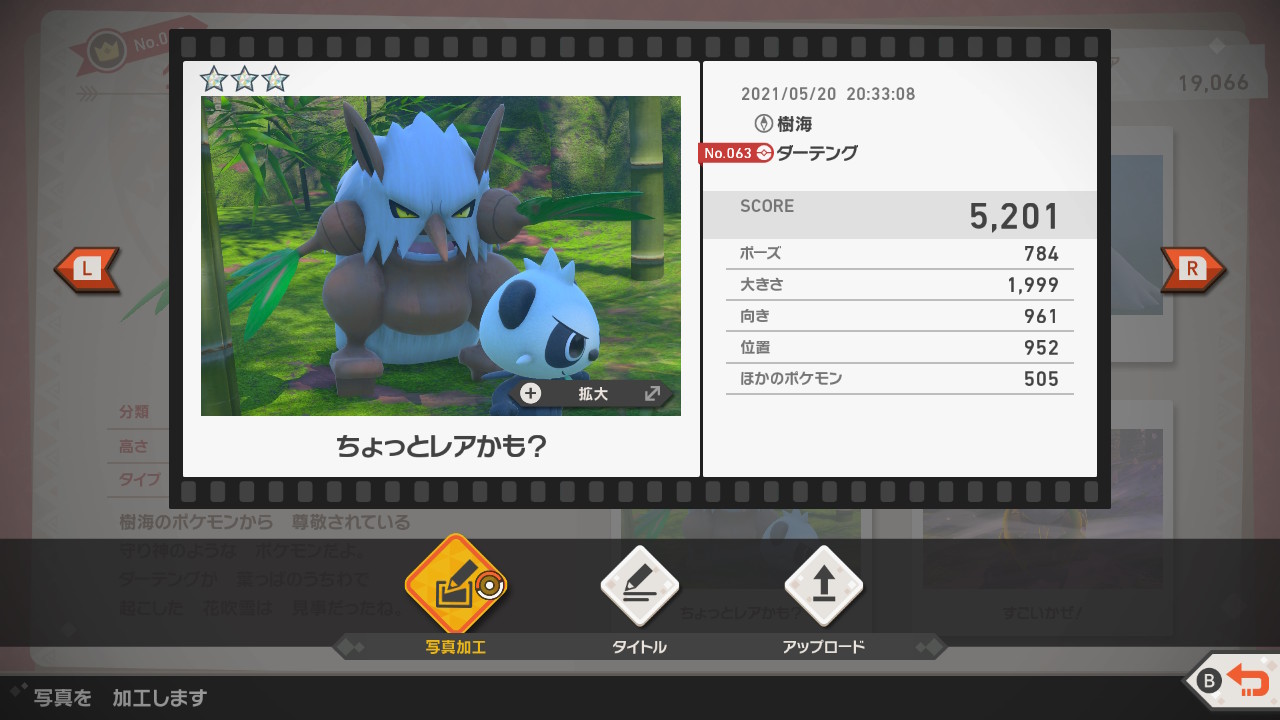 No.0
19,066
2021/05/20 20:33:08
樹海
No.063 ダーテング
SCORE 5,201
ポーズ 784
大きさ 1,999
向き 961
位置 952
ほかのポケモン 505
L
R
+ 拡大
ちょっとレアかも？
分類
高さ
タイプ
樹海のポケモンから 尊敬されている
守り神のような ポケモンだよ。
ダーテングが 葉っぱのうちわで
起こした 花吹雪は 見事だったわ。
ちょっとレアかも？
すごいかぜ！
写真加工
タイトル
アップロード
B
写真を 加工します